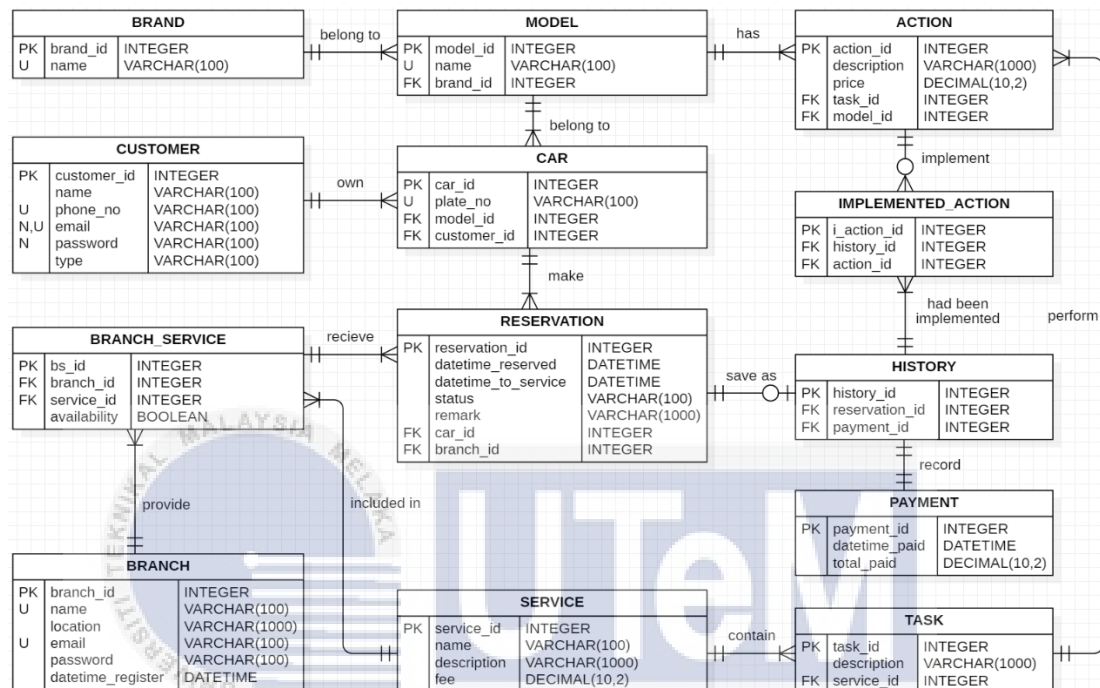 BRAND
PK brand_id INTEGER
U name VARCHAR(100)
belong to
MODEL
PK model_id INTEGER
U name VARCHAR(100)
FK brand_id INTEGER
has
ACTION
PK action_id INTEGER
description VARCHAR(1000)
price DECIMAL(10,2)
FK task_id INTEGER
FK model_id INTEGER
belong to
implement
CUSTOMER
PK customer_id INTEGER
name VARCHAR(100)
U phone_no VARCHAR(100)
N,U email VARCHAR(100)
N password VARCHAR(100)
type VARCHAR(100)
own
CAR
PK car_id INTEGER
U plate_no VARCHAR(100)
FK model_id INTEGER
FK customer_id INTEGER
IMPLEMENTED_ACTION
PK i_action_id INTEGER
FK history_id INTEGER
FK action_id INTEGER
make
had been
implemented
perform
BRANCH_SERVICE
PK bs_id INTEGER
FK branch_id INTEGER
FK service_id INTEGER
availability BOOLEAN
recieve
RESERVATION
PK reservation_id INTEGER
datetime_reserved DATETIME
datetime_to_service DATETIME
status VARCHAR(100)
remark VARCHAR(1000)
FK car_id INTEGER
FK branch_id INTEGER
save as
HISTORY
PK history_id INTEGER
FK reservation_id INTEGER
FK payment_id INTEGER
record
provide
included in
PAYMENT
PK payment_id INTEGER
datetime_paid DATETIME
total_paid DECIMAL(10,2)
BRANCH
PK branch_id INTEGER
U name VARCHAR(100)
location VARCHAR(1000)
U email VARCHAR(100)
password VARCHAR(100)
datetime_register DATETIME
SERVICE
PK service_id INTEGER
name VARCHAR(100)
description VARCHAR(1000)
fee DECIMAL(10,2)
contain
TASK
PK task_id INTEGER
description VARCHAR(1000)
FK service_id INTEGER
TEKNIKAL MALAYSIA MELAKA
UTeM